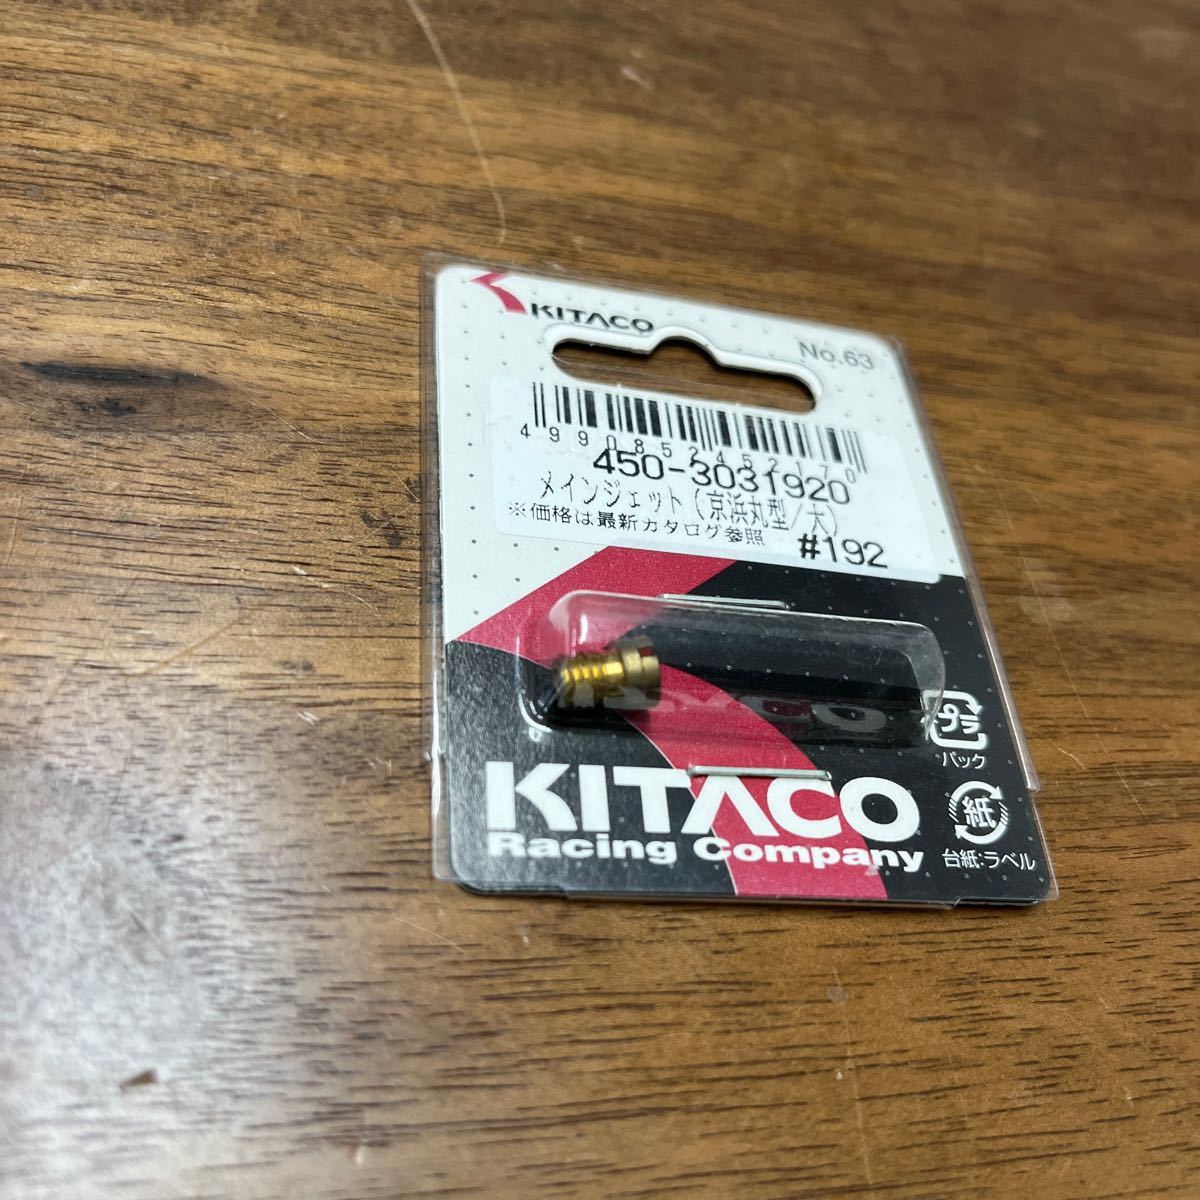 KITACO
No.63
4990852452170
450-3031920
メインジェット(京浜丸型/大)
※価格は最新カタログ参照 #192
プラ
パック
KITACO
Racing Company
紙
台紙:ラベル